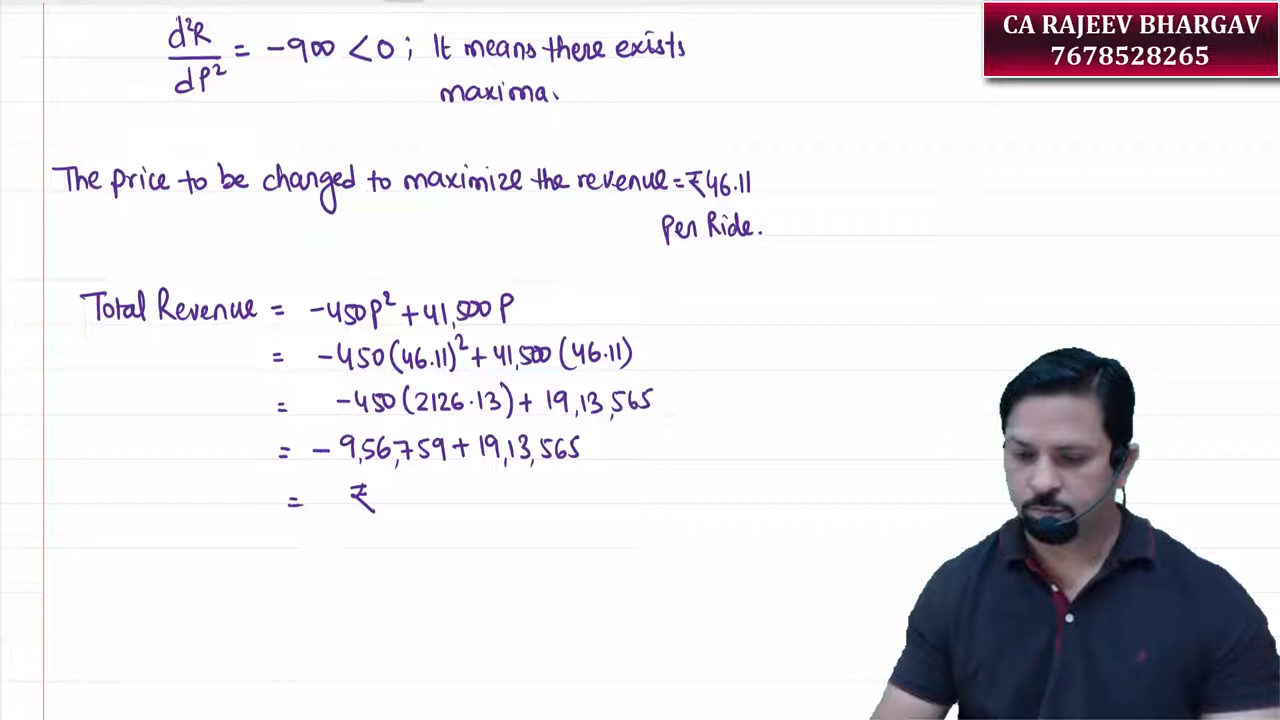 CA RAJEEV BHARGAV
7678528265
d²R/dP² = -900 < 0 ; It means there exists
maxima.
The price to be changed to maximize the revenue = ₹46.11
Per Ride.
Total Revenue = -450P² + 41,500 P
= -450 (46.11)² + 41,500 (46.11)
= -450 (2126.13) + 19,13,565
= - 9,56,759 + 19,13,565
= ₹